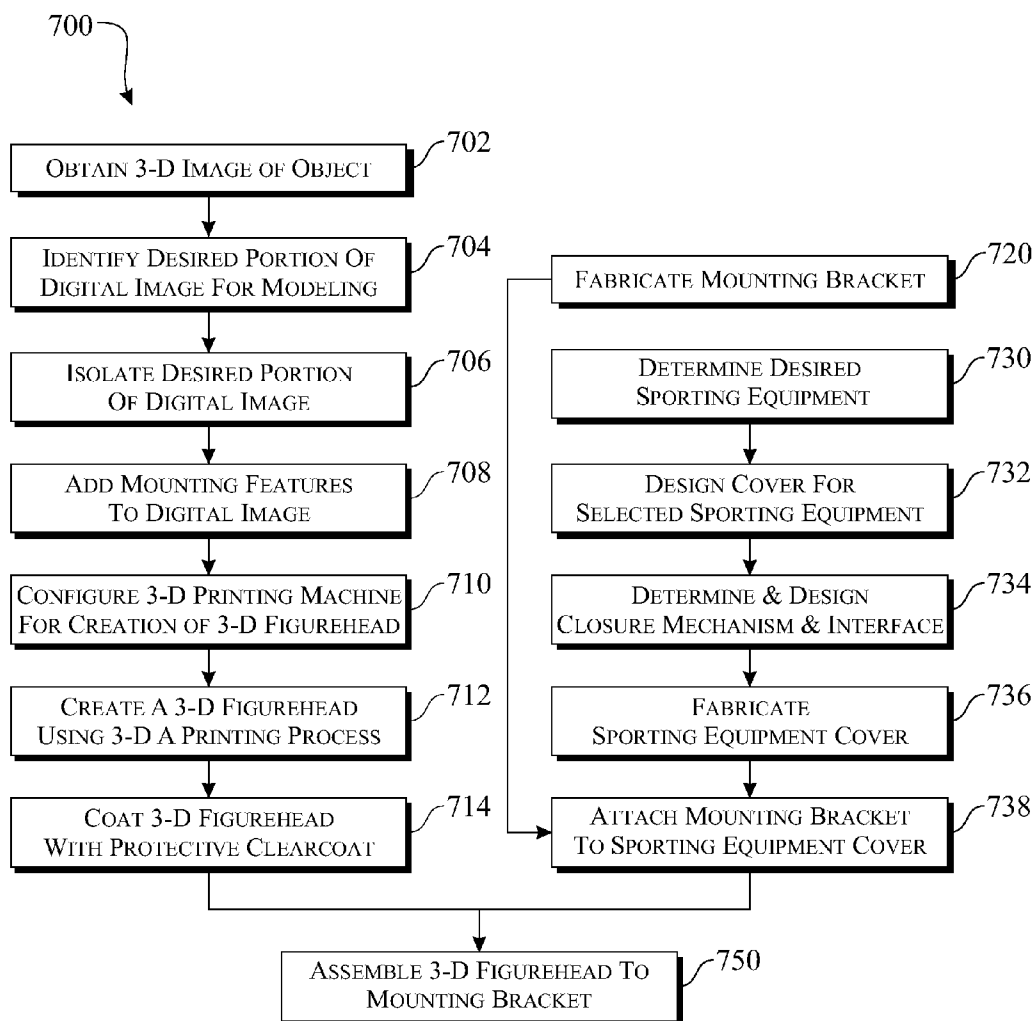 700
OBTAIN 3-D IMAGE OF OBJECT
702
IDENTIFY DESIRED PORTION OF
DIGITAL IMAGE FOR MODELING
704
ISOLATE DESIRED PORTION
OF DIGITAL IMAGE
706
ADD MOUNTING FEATURES
TO DIGITAL IMAGE
708
CONFIGURE 3-D PRINTING MACHINE
FOR CREATION OF 3-D FIGUREHEAD
710
CREATE A 3-D FIGUREHEAD
USING 3-D A PRINTING PROCESS
712
COAT 3-D FIGUREHEAD
WITH PROTECTIVE CLEARCOAT
714
FABRICATE MOUNTING BRACKET
720
DETERMINE DESIRED
SPORTING EQUIPMENT
730
DESIGN COVER FOR
SELECTED SPORTING EQUIPMENT
732
DETERMINE & DESIGN
CLOSURE MECHANISM & INTERFACE
734
FABRICATE
SPORTING EQUIPMENT COVER
736
ATTACH MOUNTING BRACKET
TO SPORTING EQUIPMENT COVER
738
ASSEMBLE 3-D FIGUREHEAD TO
MOUNTING BRACKET
750